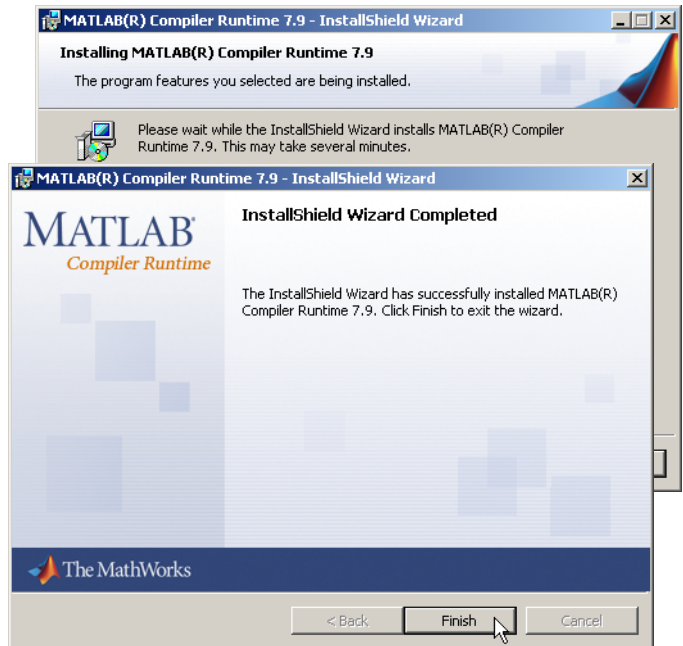 MATLAB(R) Compiler Runtime 7.9 - InstallShield Wizard
Installing MATLAB(R) Compiler Runtime 7.9
The program features you selected are being installed.
Please wait while the InstallShield Wizard installs MATLAB(R) Compiler
Runtime 7.9. This may take several minutes.
MATLAB(R) Compiler Runtime 7.9 - InstallShield Wizard
MATLAB®
Compiler Runtime
InstallShield Wizard Completed
The InstallShield Wizard has successfully installed MATLAB(R)
Compiler Runtime 7.9. Click Finish to exit the wizard.
The MathWorks
< Back Finish Cancel